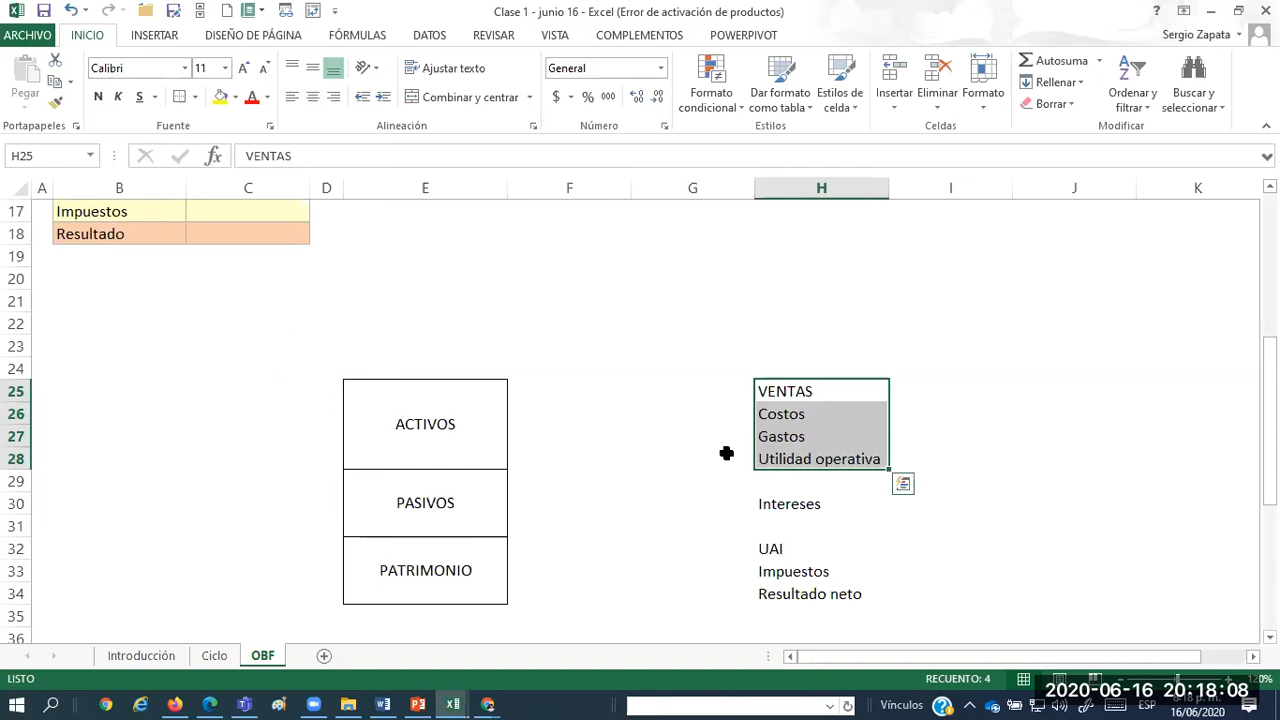 Clase 1 - junio 16 - Excel (Error de activación de productos)
ARCHIVO INICIO INSERTAR DISEÑO DE PÁGINA FÓRMULAS DATOS REVISAR VISTA COMPLEMENTOS POWERPIVOT Sergio Zapata
Pegar
Calibri 11
N K S
Ajustar texto
Combinar y centrar
General
$ % 000
Formato condicional
Dar formato como tabla
Estilos de celda
Insertar
Eliminar
Formato
Autosuma
Rellenar
Borrar
Ordenar y filtrar
Buscar y seleccionar
Portapapeles Fuente Alineación Número Estilos Celdas Modificar
H25 fx VENTAS
A B C D E F G H I J K
17 Impuestos
18 Resultado
19
20
21
22
23
24
25 VENTAS
26 ACTIVOS Costos
27 Gastos
28 Utilidad operativa
29
30 PASIVOS Intereses
31
32 UAI
33 PATRIMONIO Impuestos
34 Resultado neto
35
36
Introducción Ciclo OBF
LISTO RECUENTO: 4 120%
2020-06-16 20:18:08
Vínculos ESP
16/06/2020